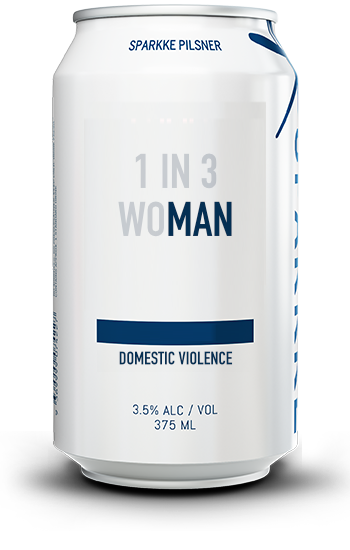 SPARKKE PILSNER
1 IN 3
WOMAN
DOMESTIC VIOLENCE
3.5% ALC / VOL
375 ML